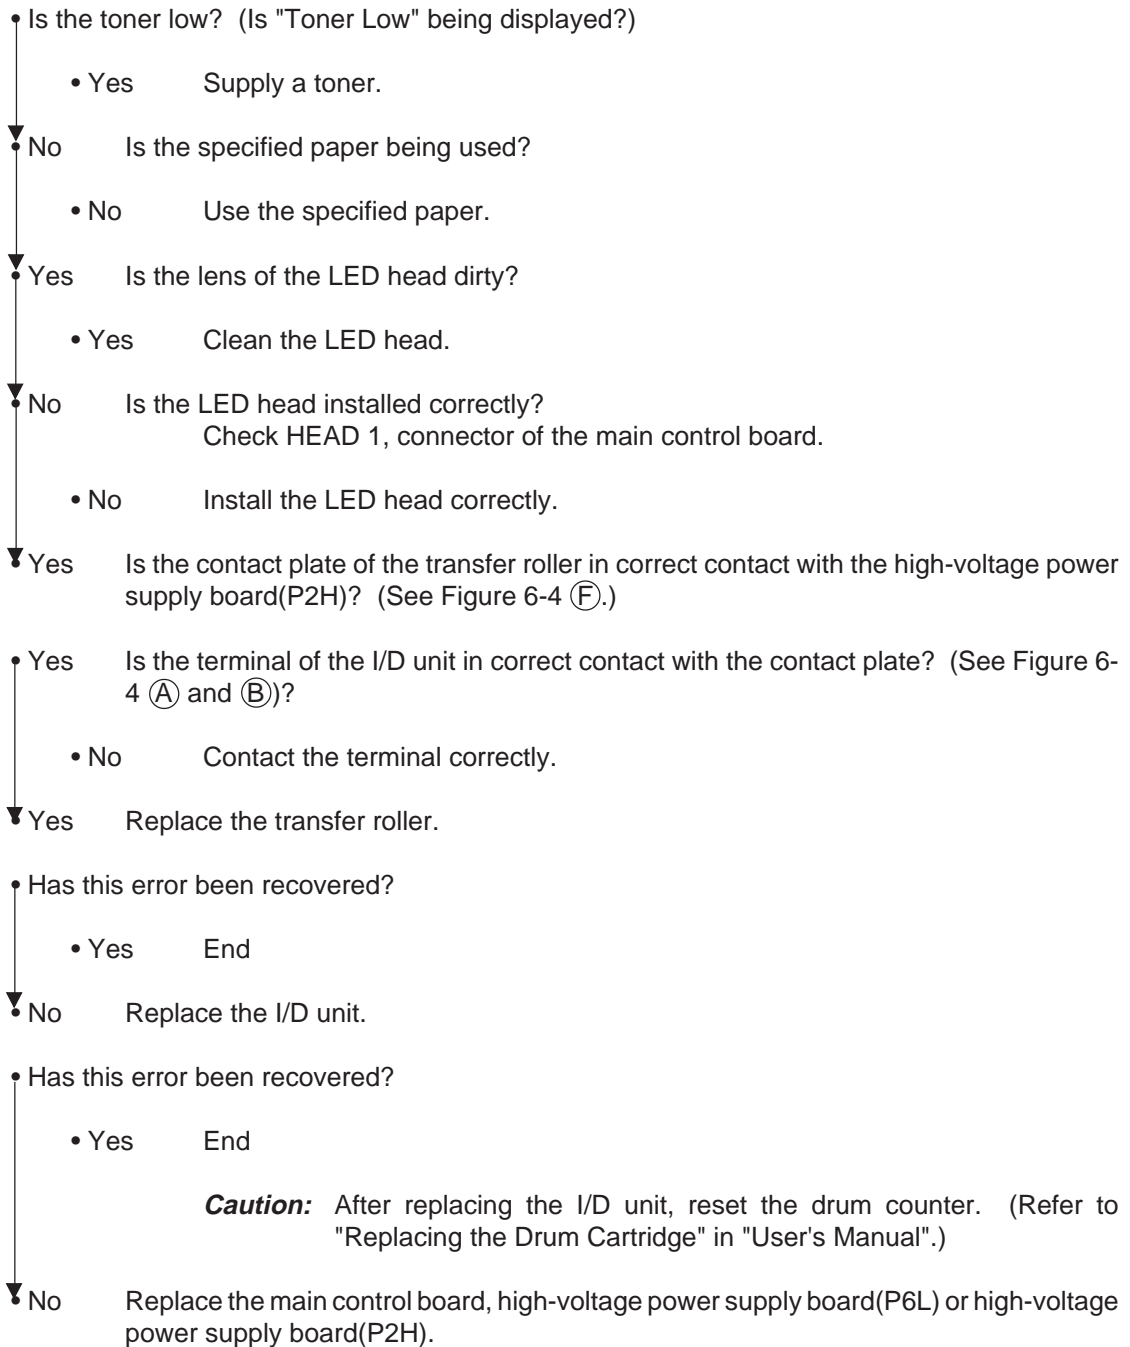 • Is the toner low? (Is "Toner Low" being displayed?)
• Yes Supply a toner.
• No Is the specified paper being used?
• No Use the specified paper.
• Yes Is the lens of the LED head dirty?
• Yes Clean the LED head.
• No Is the LED head installed correctly?
Check HEAD 1, connector of the main control board.
• No Install the LED head correctly.
• Yes Is the contact plate of the transfer roller in correct contact with the high-voltage power
supply board(P2H)? (See Figure 6-4 Ⓕ.)
• Yes Is the terminal of the I/D unit in correct contact with the contact plate? (See Figure 6-
4 Ⓐ and Ⓑ)?
• No Contact the terminal correctly.
• Yes Replace the transfer roller.
• Has this error been recovered?
• Yes End
• No Replace the I/D unit.
• Has this error been recovered?
• Yes End
Caution: After replacing the I/D unit, reset the drum counter. (Refer to
"Replacing the Drum Cartridge" in "User's Manual".)
• No Replace the main control board, high-voltage power supply board(P6L) or high-voltage
power supply board(P2H).